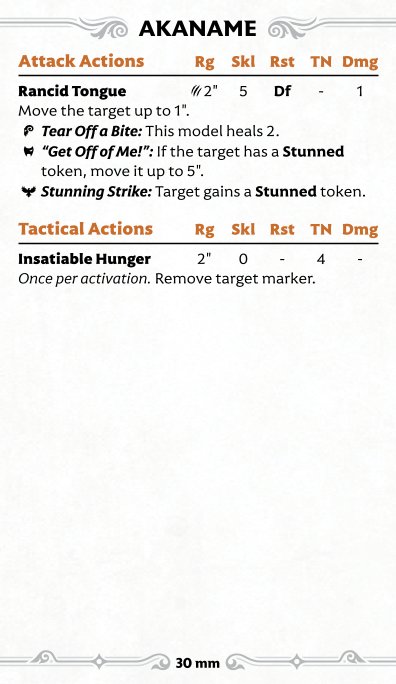 AKANAME
Attack Actions Rg Skl Rst TN Dmg
Rancid Tongue 2" 5 Df - 1
Move the target up to 1".
Tear Off a Bite: This model heals 2.
“Get Off of Me!”: If the target has a Stunned
token, move it up to 5".
Stunning Strike: Target gains a Stunned token.
Tactical Actions Rg Skl Rst TN Dmg
Insatiable Hunger 2" 0 - 4 -
Once per activation. Remove target marker.
30 mm